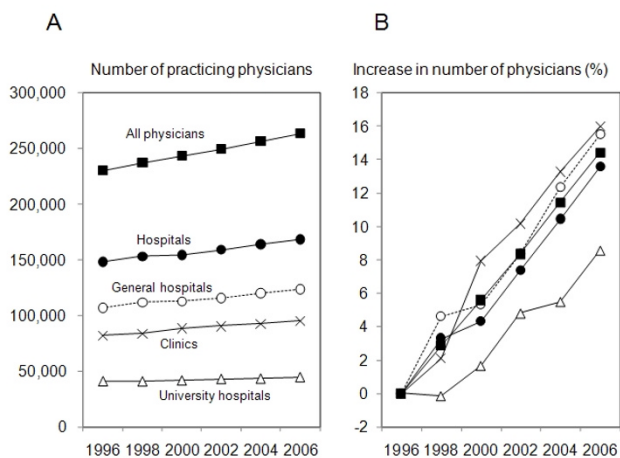 A
Number of practicing physicians
300,000
250,000
200,000
150,000
100,000
50,000
0
All physicians
Hospitals
General hospitals
Clinics
University hospitals
1996 1998 2000 2002 2004 2006
B
Increase in number of physicians (%)
18
16
14
12
10
8
6
4
2
0
-2
1996 1998 2000 2002 2004 2006